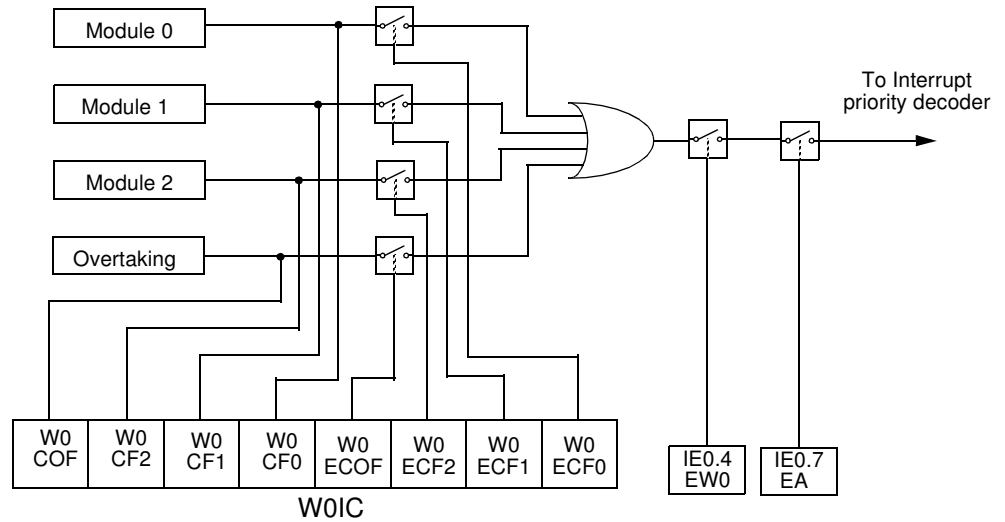 Module 0
Module 1
Module 2
Overtaking
To Interrupt
priority decoder
W0
COF
W0
CF2
W0
CF1
W0
CF0
W0
ECOF
W0
ECF2
W0
ECF1
W0
ECF0
W0IC
IE0.4
EW0
IE0.7
EA